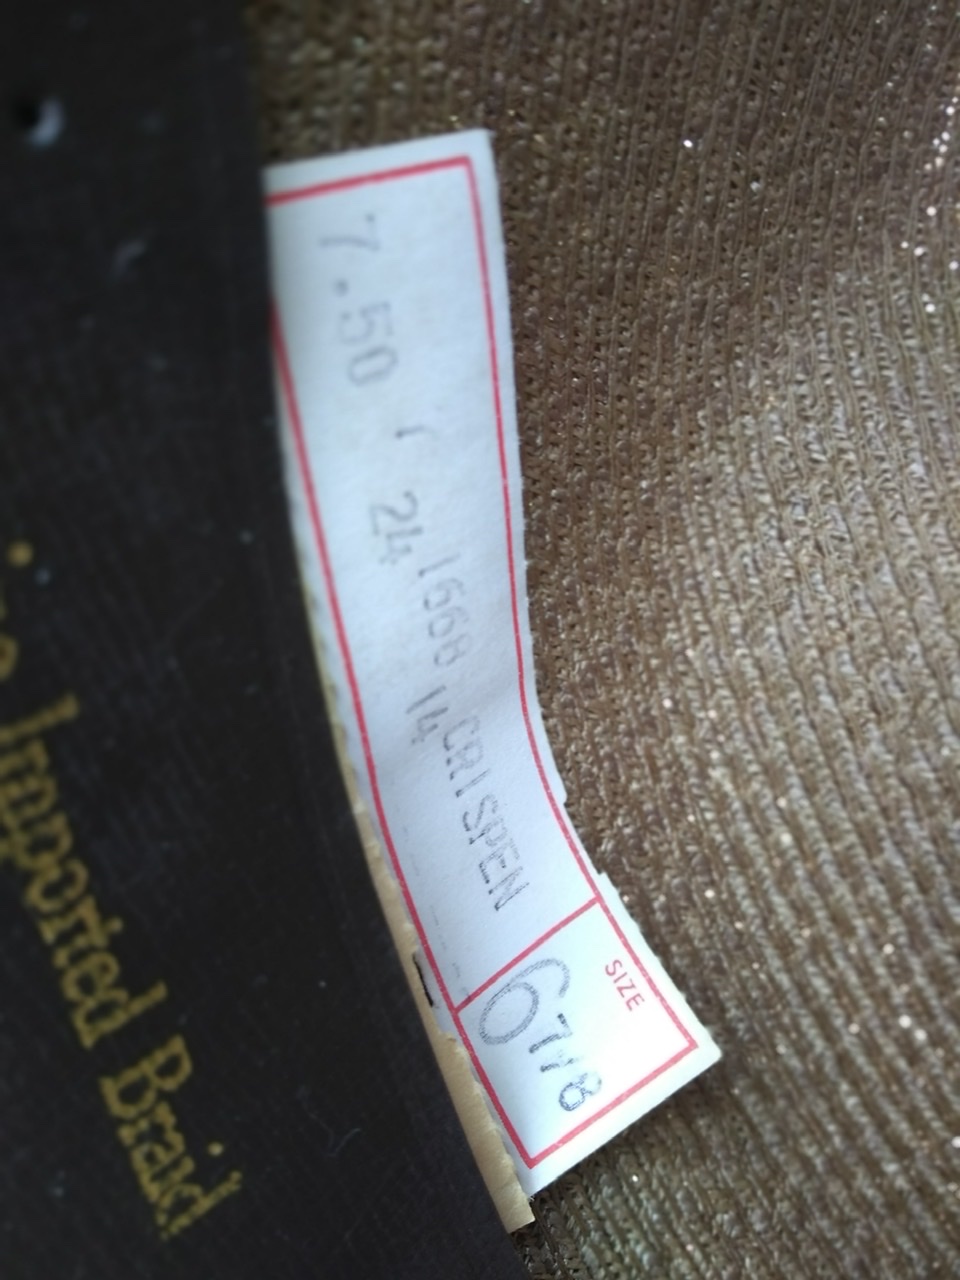 7.50 / 24 14
1668 CRISPEN
SIZE
6 7/8
Imported Braid